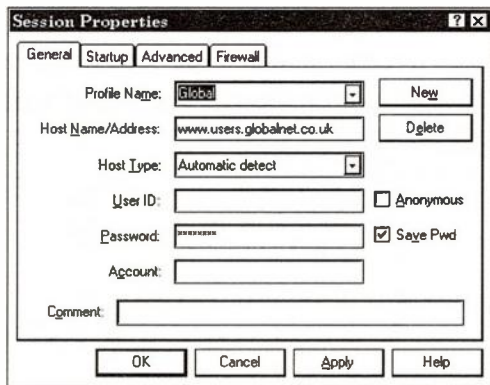 Session Properties
General Startup Advanced Firewall
Profile Name: Global New
Host Name/Address: www.users.globalnet.co.uk Delete
Host Type: Automatic detect
User ID: Anonymous
Password: ******** Save Pwd
Account:
Comment:
OK Cancel Apply Help